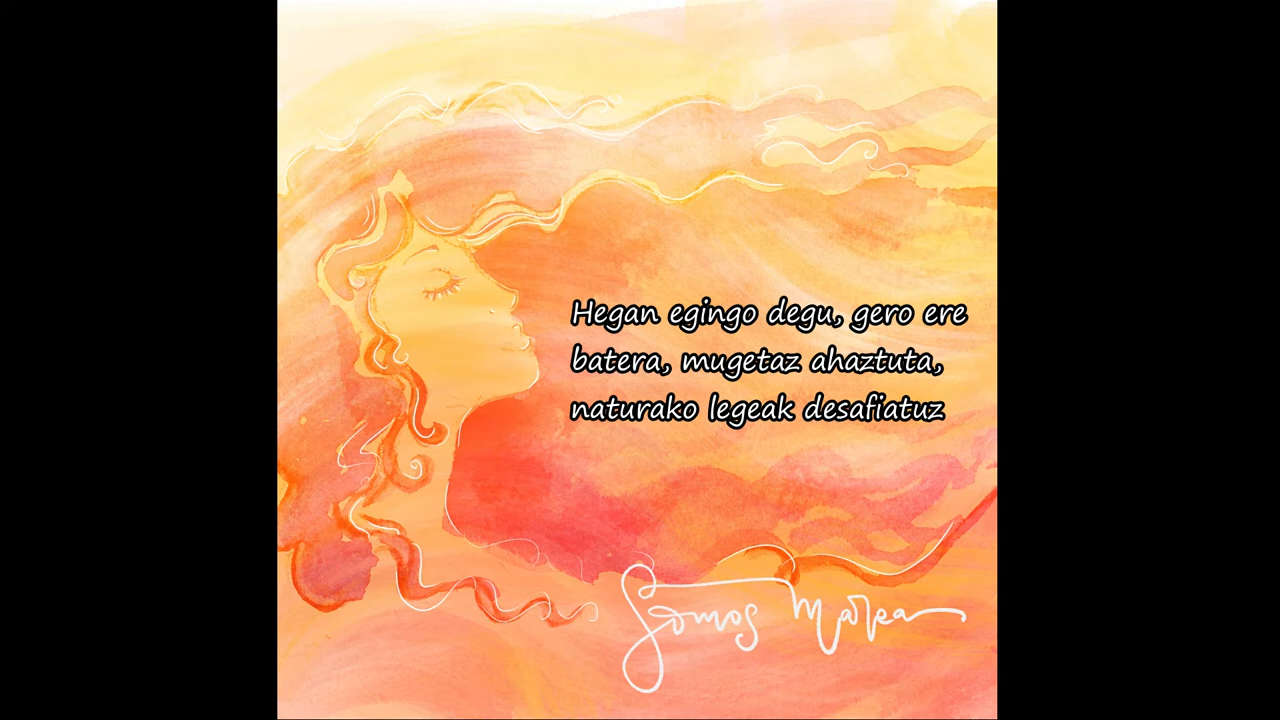 Hegan egingo degu, gero ere
batera, mugetaz ahaztuta,
naturako legeak desafiatuz
Somos Marea